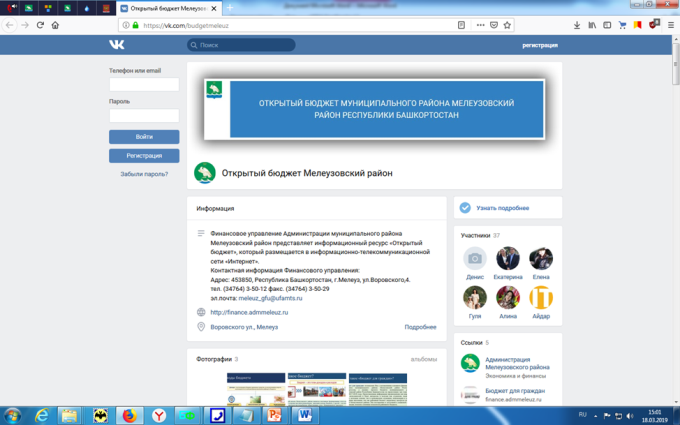 Открытый бюджет Мелеузовс
https://vk.com/budgetmeleuz
Поиск
регистрация
Телефон или email
Пароль
Войти
Регистрация
Забыли пароль?
ОТКРЫТЫЙ БЮДЖЕТ МУНИЦИПАЛЬНОГО РАЙОНА МЕЛЕУЗОВСКИЙ
РАЙОН РЕСПУБЛИКИ БАШКОРТОСТАН
Открытый бюджет Мелеузовский район
Информация
Финансовое управление Администрации муниципального района
Мелеузовский район представляет информационный ресурс «Открытый
бюджет», который размещается в информационно-телекоммуникационной
сети «Интернет».
Контактная информация Финансового управления:
Адрес: 453850, Республика Башкортостан, г.Мелеуз, ул.Воровского,4.
тел. (34764) 3-50-12 факс. (34764) 3-50-29
эл.почта: meleuz_gfu@ufamts.ru
http://finance.admmeleuz.ru
Воровского ул., Мелеуз
Подробнее
Фотографии 3
альбомы
Узнать подробнее
Участники 37
Денис Екатерина Елена
Гуля Алина Айдар
Ссылки 5
Администрация
Мелеузовского района
Экономика и финансы
Бюджет для граждан
finance.admmeleuz.ru
RU
15:01
18.03.2019